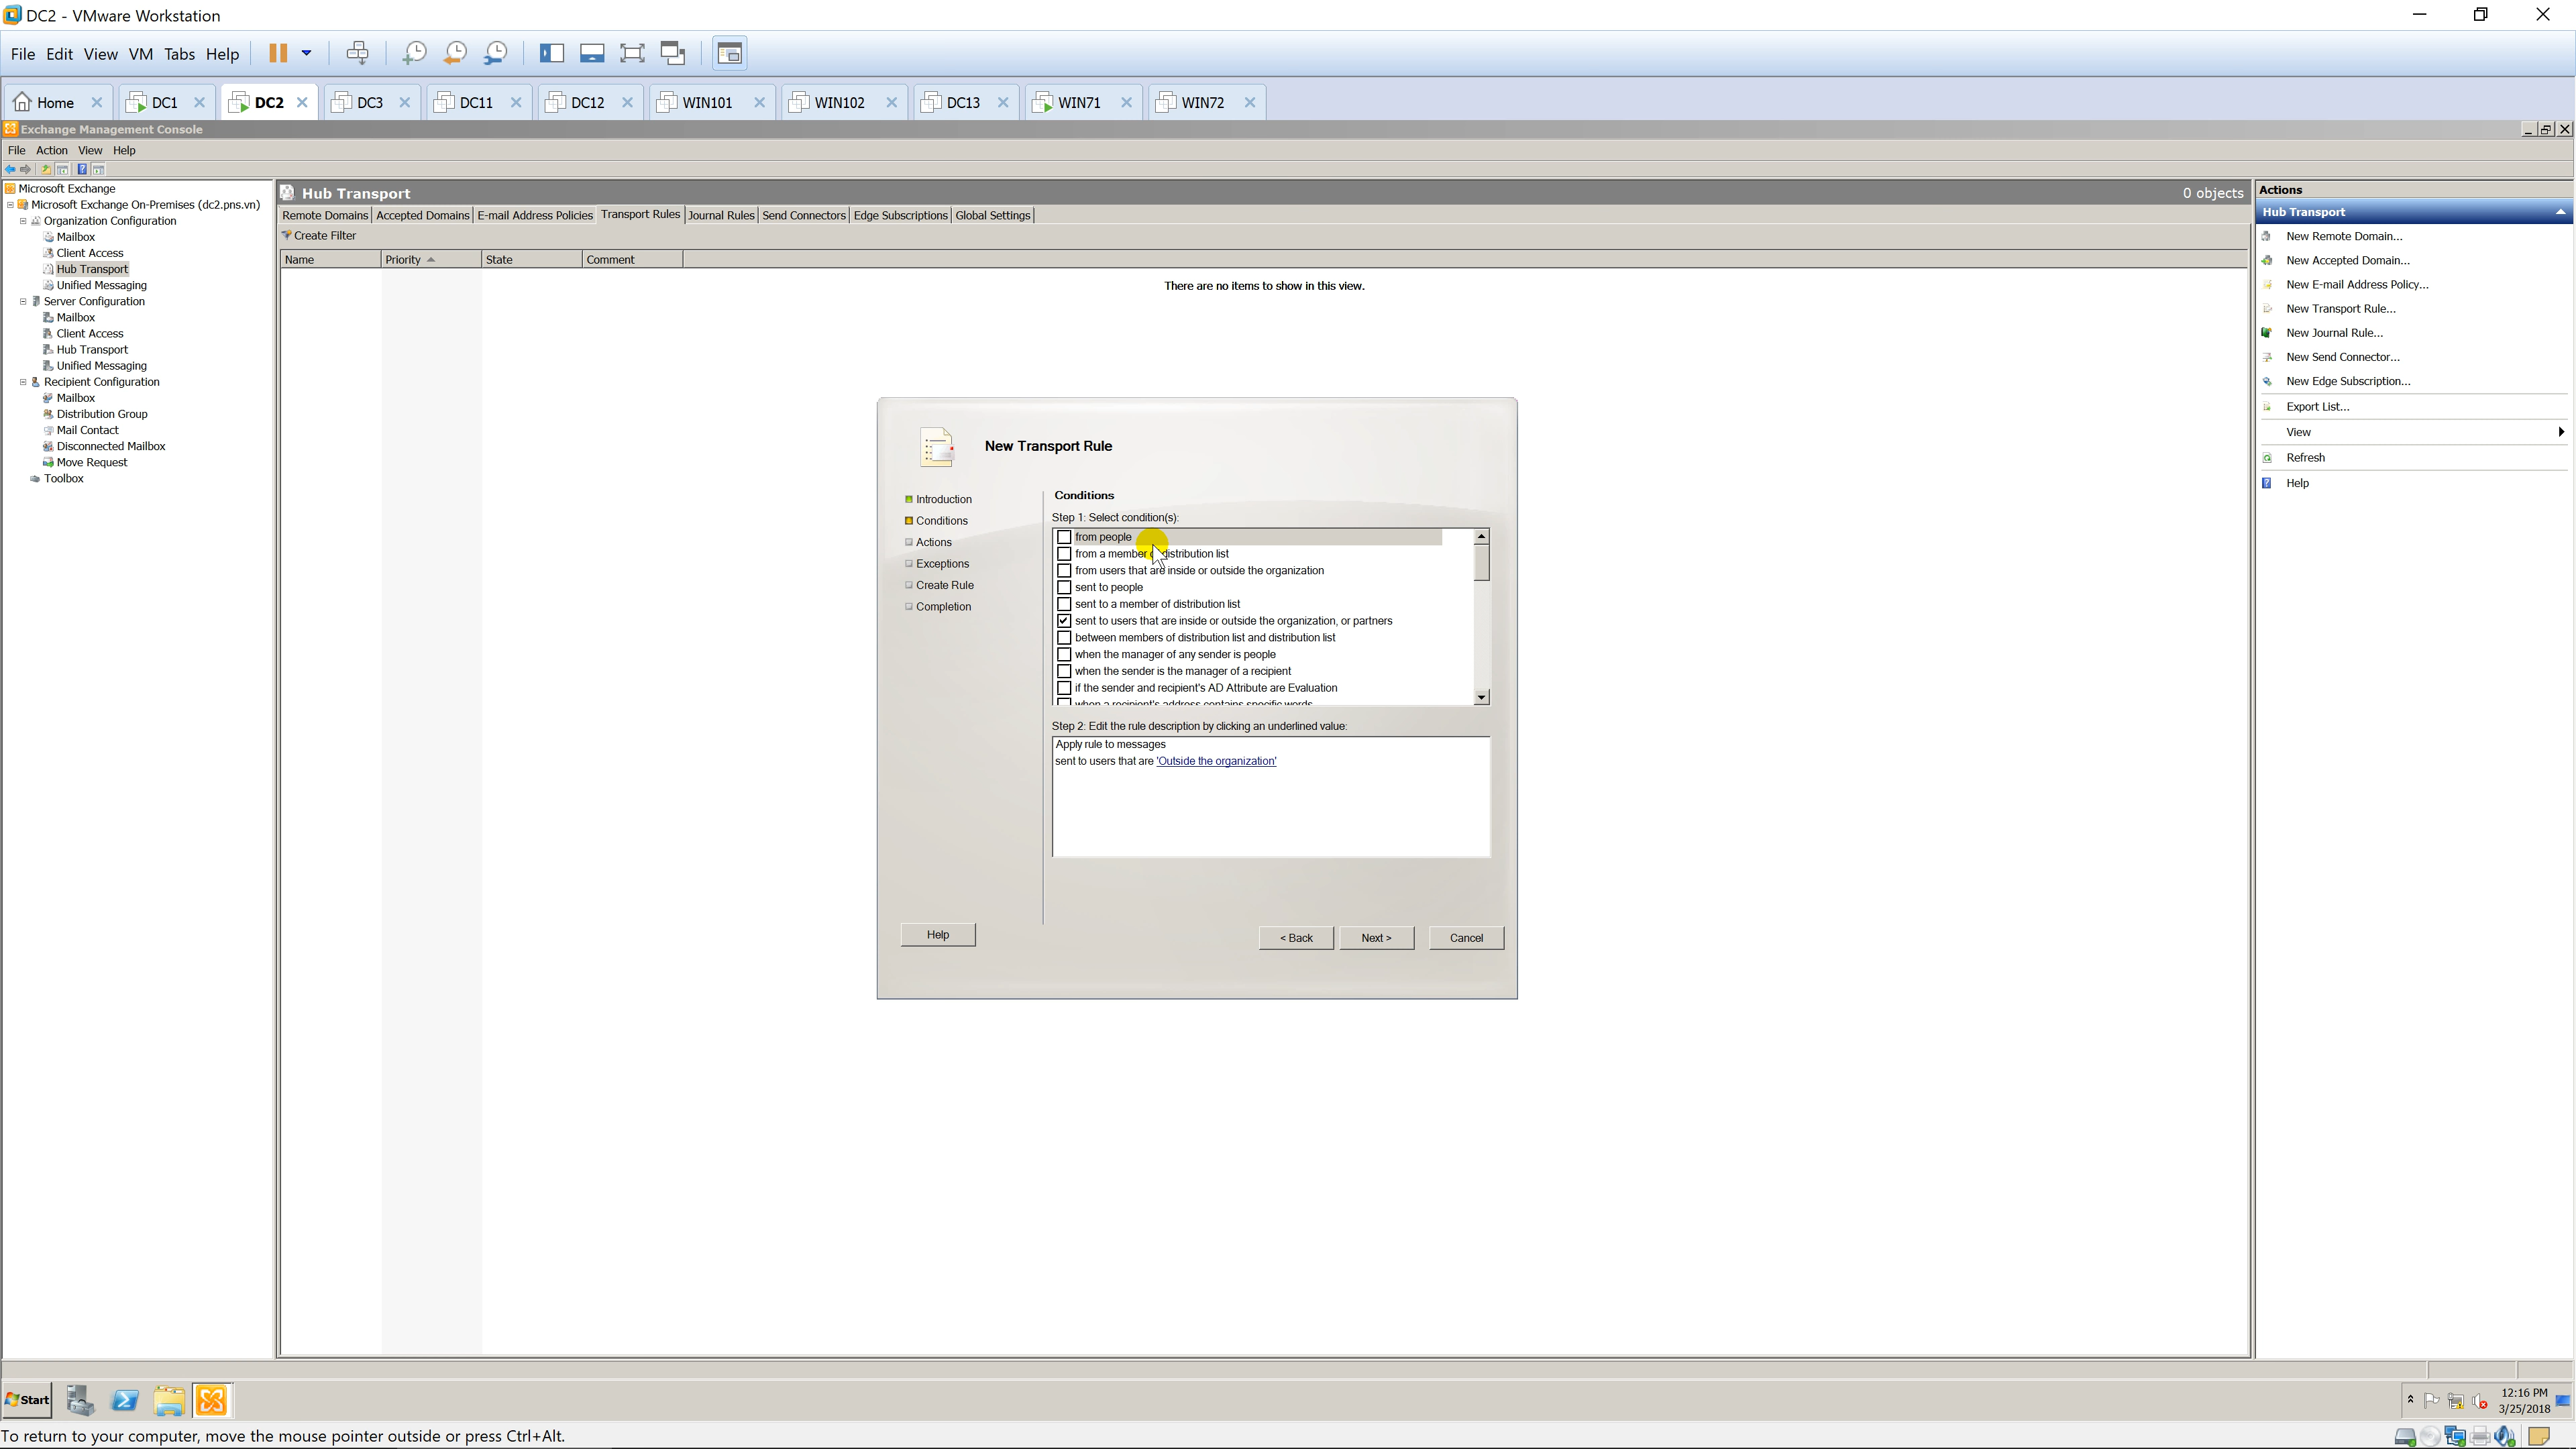 DC2 - VMware Workstation
File Edit View VM Tabs Help
Home DC1 DC2 DC3 DC11 DC12 WIN101 WIN102 DC13 WIN71 WIN72
Exchange Management Console
File Action View Help
Microsoft Exchange
Microsoft Exchange On-Premises (dc2.pns.vn)
Organization Configuration
Mailbox
Client Access
Hub Transport
Unified Messaging
Server Configuration
Mailbox
Client Access
Hub Transport
Unified Messaging
Recipient Configuration
Mailbox
Distribution Group
Mail Contact
Disconnected Mailbox
Move Request
Toolbox
Hub Transport 0 objects
Remote Domains Accepted Domains E-mail Address Policies Transport Rules Journal Rules Send Connectors Edge Subscriptions Global Settings
Create Filter
Name Priority State Comment
There are no items to show in this view.
New Transport Rule
Introduction
Conditions
Actions
Exceptions
Create Rule
Completion
Conditions
Step 1: Select condition(s):
from people
from a member of distribution list
from users that are inside or outside the organization
sent to people
sent to a member of distribution list
sent to users that are inside or outside the organization, or partners
between members of distribution list and distribution list
when the manager of any sender is people
when the sender is the manager of a recipient
if the sender and recipient's AD Attribute are Evaluation
when a recipient's address contains specific words
Step 2: Edit the rule description by clicking an underlined value:
Apply rule to messages
sent to users that are 'Outside the organization'
Help < Back Next > Cancel
Actions
Hub Transport
New Remote Domain...
New Accepted Domain...
New E-mail Address Policy...
New Transport Rule...
New Journal Rule...
New Send Connector...
New Edge Subscription...
Export List...
View
Refresh
Help
Start
12:16 PM
3/25/2018
To return to your computer, move the mouse pointer outside or press Ctrl+Alt.